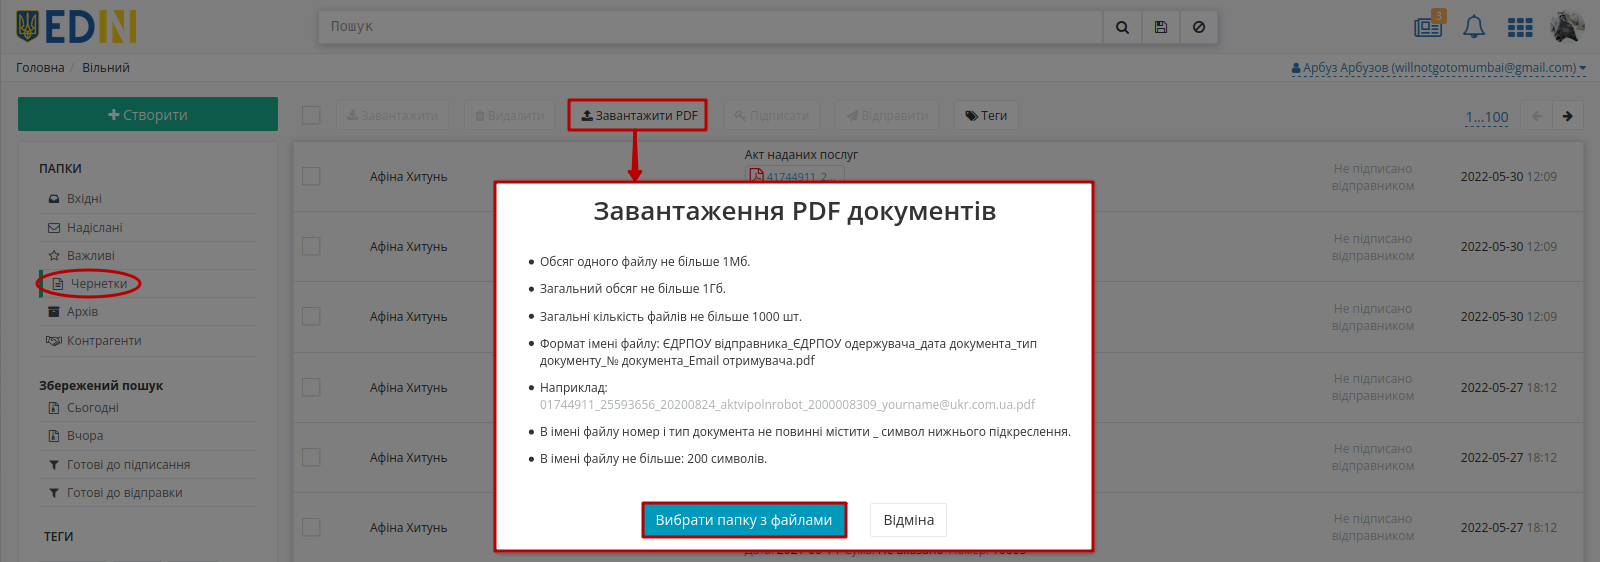 EDIN
Пошук
3
Головна / Вільний
Арбуз Арбузов (willnotgotomumbai@gmail.com)
Створити
Завантажити
Видалити
Завантажити PDF
Підписати
Відправити
Теги
1...100
ПАПКИ
Вхідні
Надіслані
Важливі
Чернетки
Архів
Контрагенти
Збережений пошук
Сьогодні
Вчора
Готові до підписання
Готові до відправки
ТЕГИ
Афіна Хитунь
Акт наданих послуг
41744911_2...
Не підписано
відправником
2022-05-30 12:09
Афіна Хитунь
Не підписано
відправником
2022-05-30 12:09
Афіна Хитунь
Не підписано
відправником
2022-05-30 12:09
Афіна Хитунь
Не підписано
відправником
2022-05-27 18:12
Афіна Хитунь
Не підписано
відправником
2022-05-27 18:12
Афіна Хитунь
Не підписано
відправником
2022-05-27 18:12
Завантаження PDF документів
Обсяг одного файлу не більше 1Мб.
Загальний обсяг не більше 1Гб.
Загальні кількість файлів не більше 1000 шт.
Формат імені файлу: ЄДРПОУ відправника_ЄДРПОУ одержувача_дата документа_тип
документу_№ документа_Email отримувача.pdf
Наприклад:
01744911_25593656_20200824_aktvipolnrobot_2000008309_yourname@ukr.com.ua.pdf
В імені файлу номер і тип документа не повинні містити _ символ нижнього підкреслення.
В імені файлу не більше: 200 символів.
Вибрати папку з файлами
Відміна